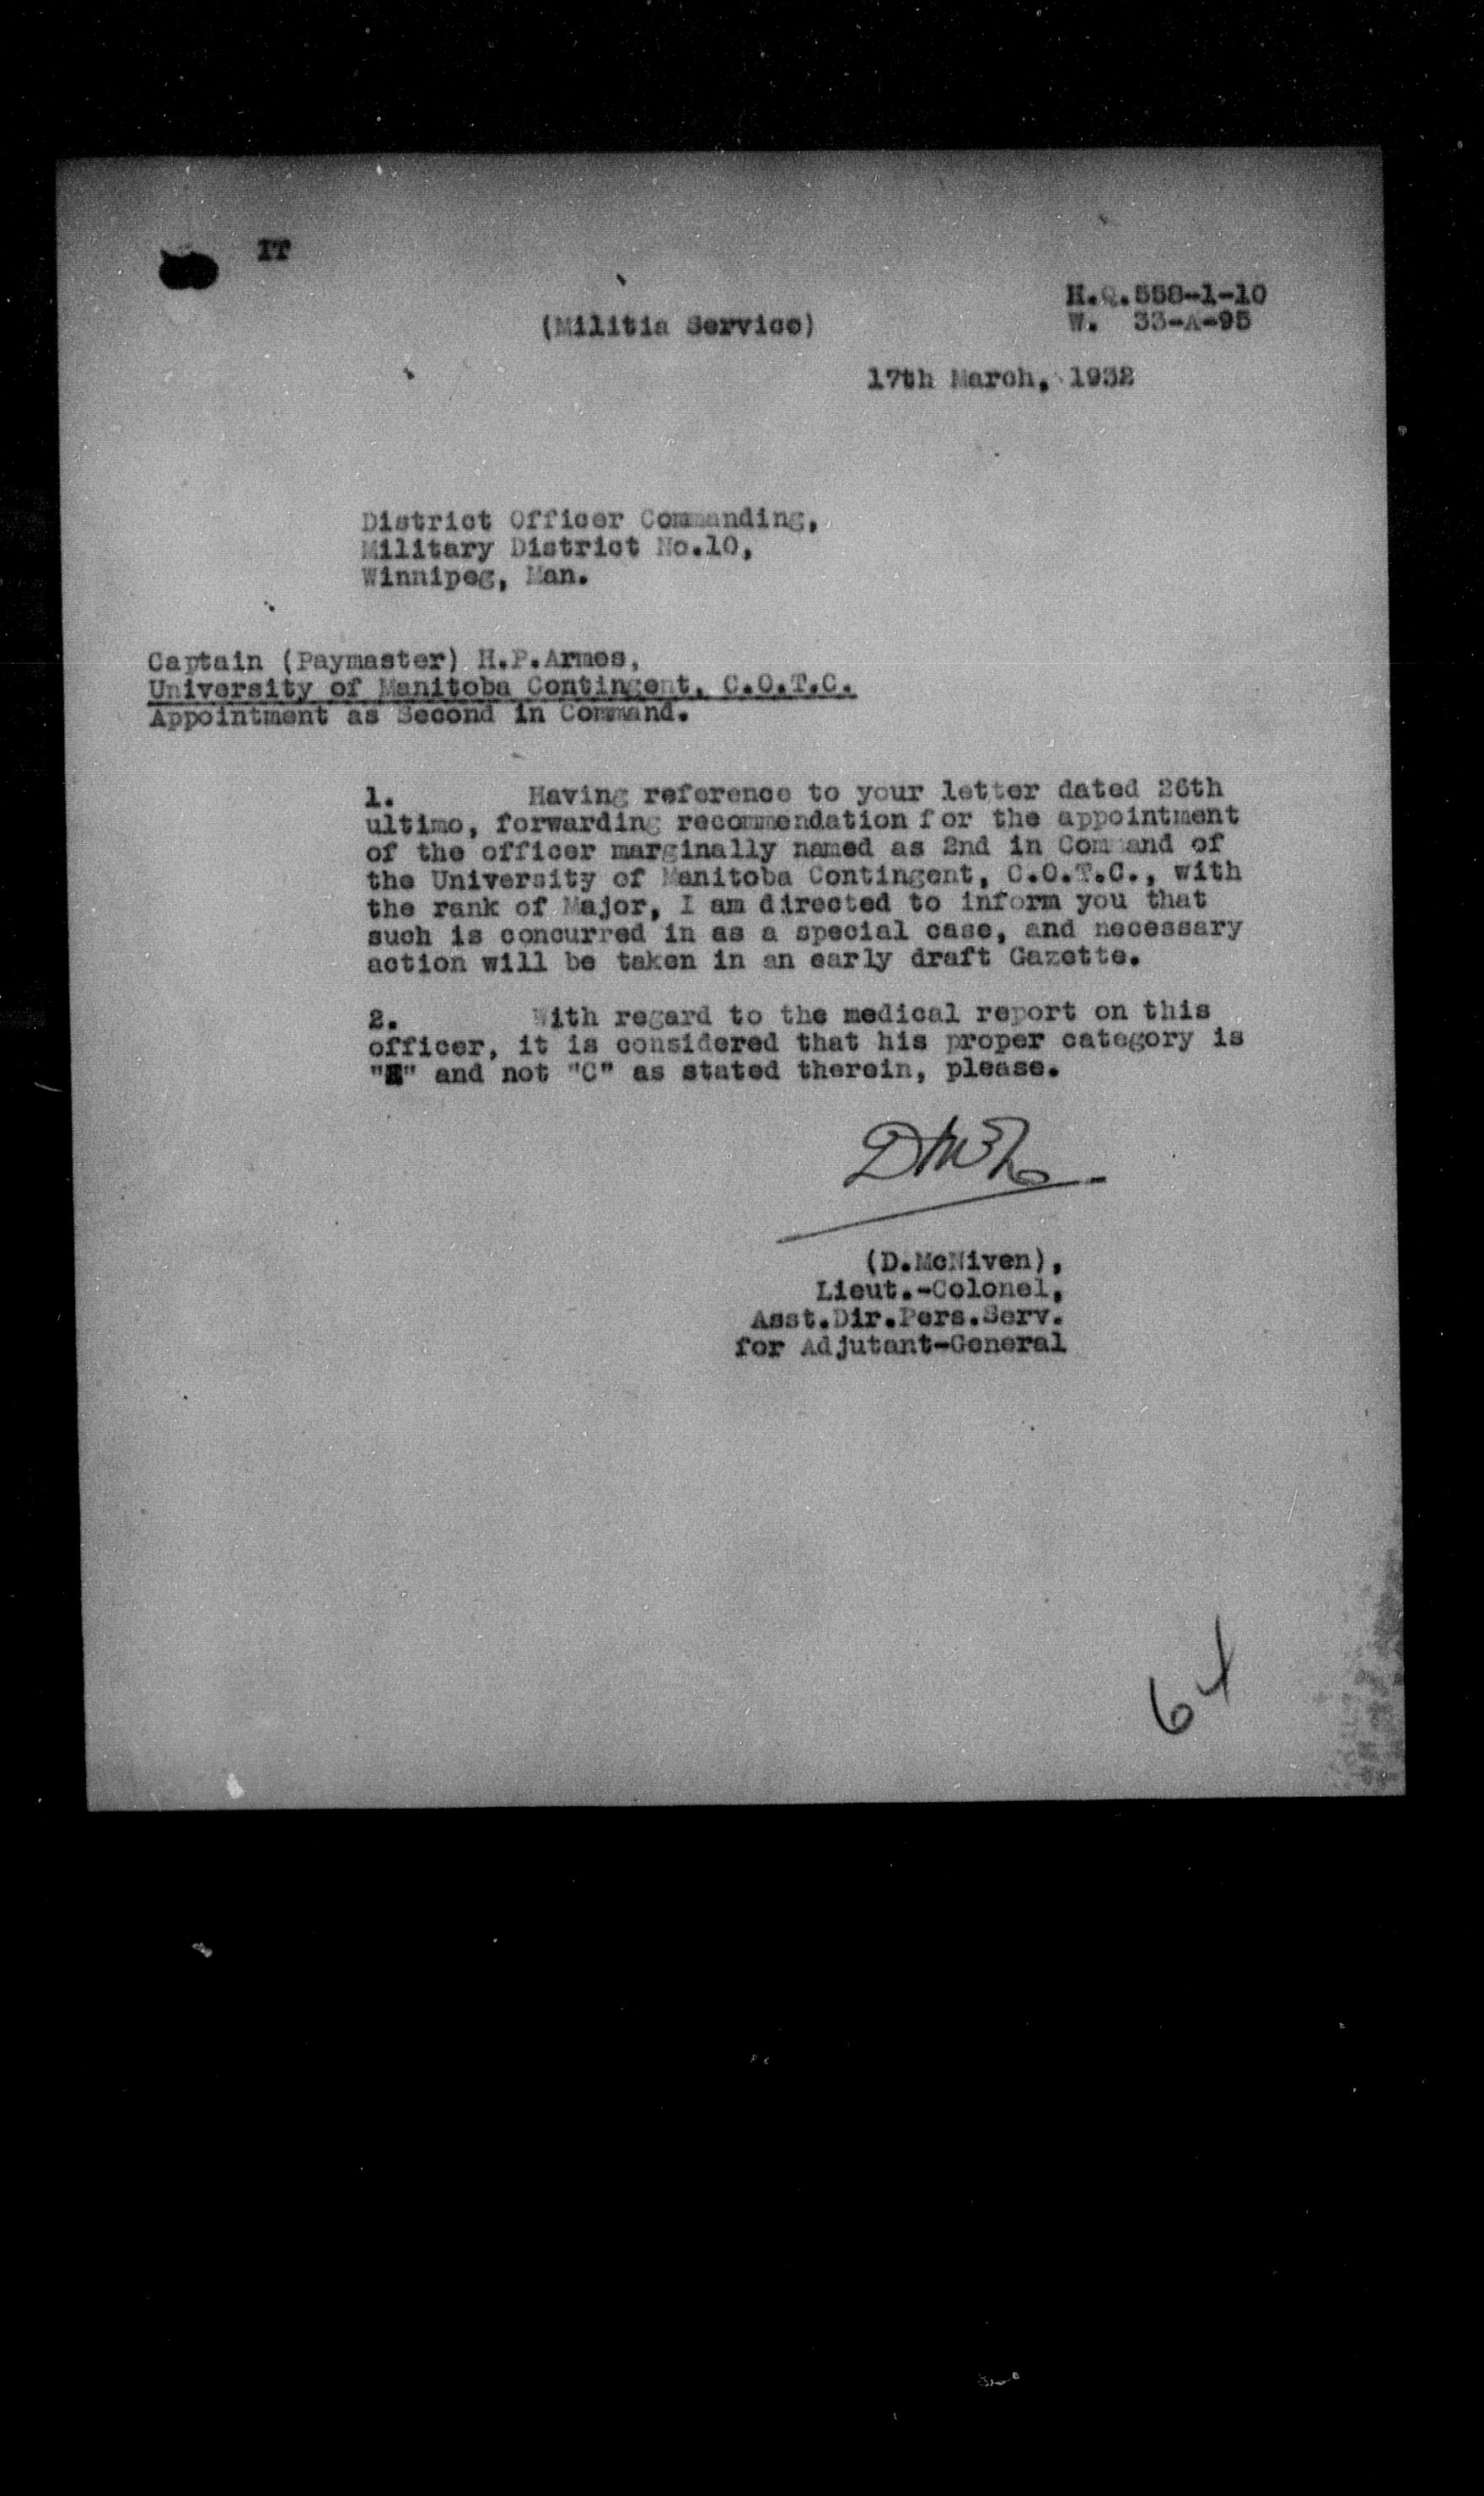 IT
H.Q.558-1-10
(Militia Service)
W. 33-A-95
17th March, 1932
District Officer Commanding,
Military District No.10,
Winnipeg, Man.
Captain (Paymaster) H.P.Armes,
University of Manitoba Contingent, C.O.T.C.
Appointment as Second in Command.
1. Having reference to your letter dated 26th
ultimo, forwarding recommendation for the appointment
of the officer marginally named as 2nd in Command of
the University of Manitoba Contingent, C.O.T.C., with
the rank of Major, I am directed to inform you that
such is concurred in as a special case, and necessary
action will be taken in an early draft Gazette.
2. With regard to the medical report on this
officer, it is considered that his proper category is
" " and not "C" as stated therein, please.
(D.McNiven),
Lieut.-Colonel,
Asst.Dir.Pers.Serv.
for Adjutant-General
64